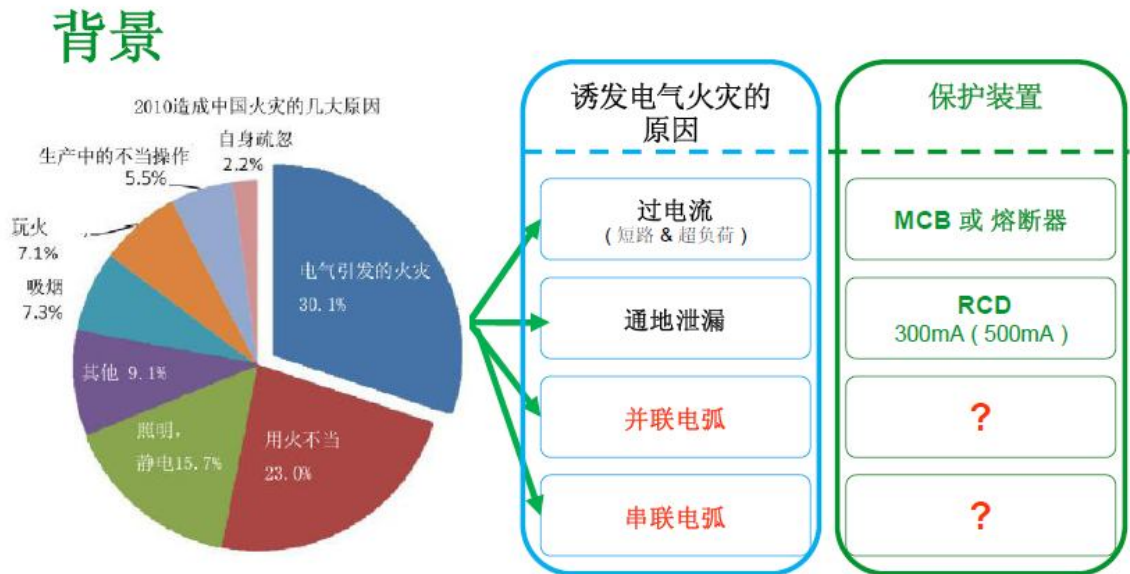 背景
2010造成中国火灾的几大原因
自身疏忽
2.2%
生产中的不当操作
5.5%
玩火
7.1%
吸烟
7.3%
其他 9.1%
照明，
静电15.7%
用火不当
23.0%
电气引发的火灾
30.1%
诱发电气火灾的
原因
过电流
( 短路 & 超负荷 )
通地泄漏
并联电弧
串联电弧
保护装置
MCB 或 熔断器
RCD
300mA ( 500mA )
?
?